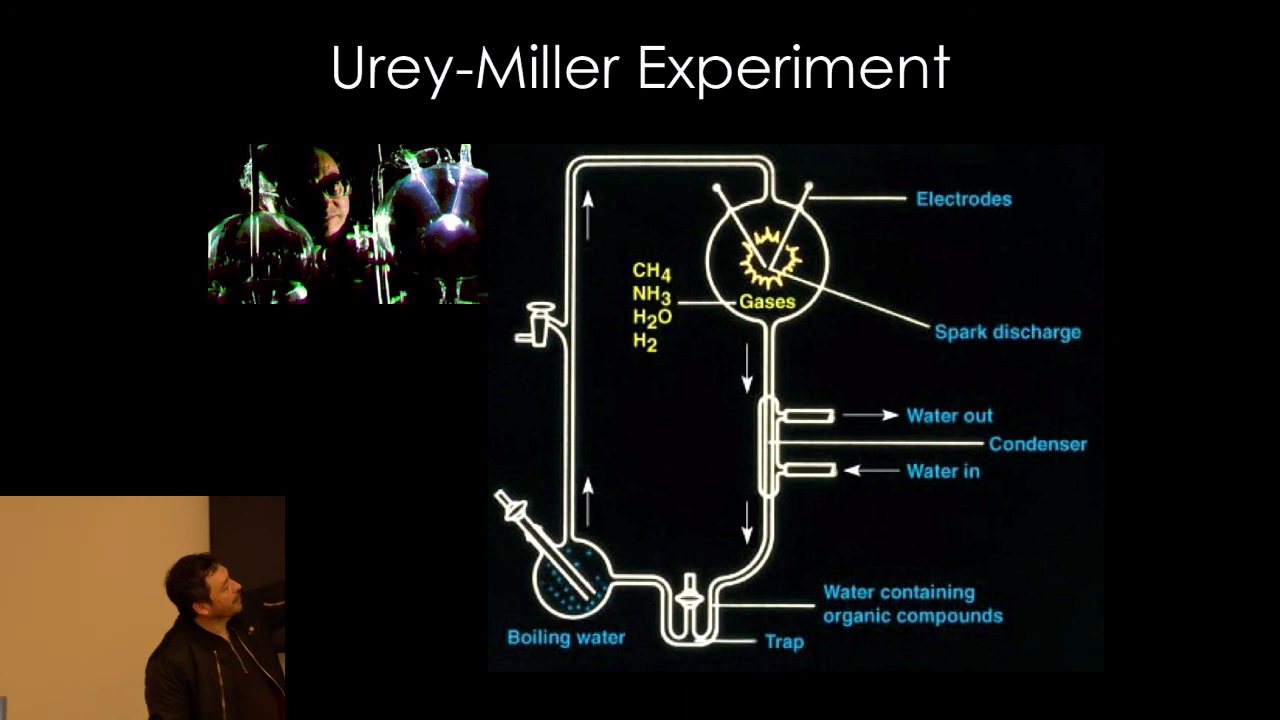 Urey-Miller Experiment
Electrodes
CH4
NH3
H2O
H2
Gases
Spark discharge
Water out
Condenser
Water in
Water containing
organic compounds
Boiling water
Trap